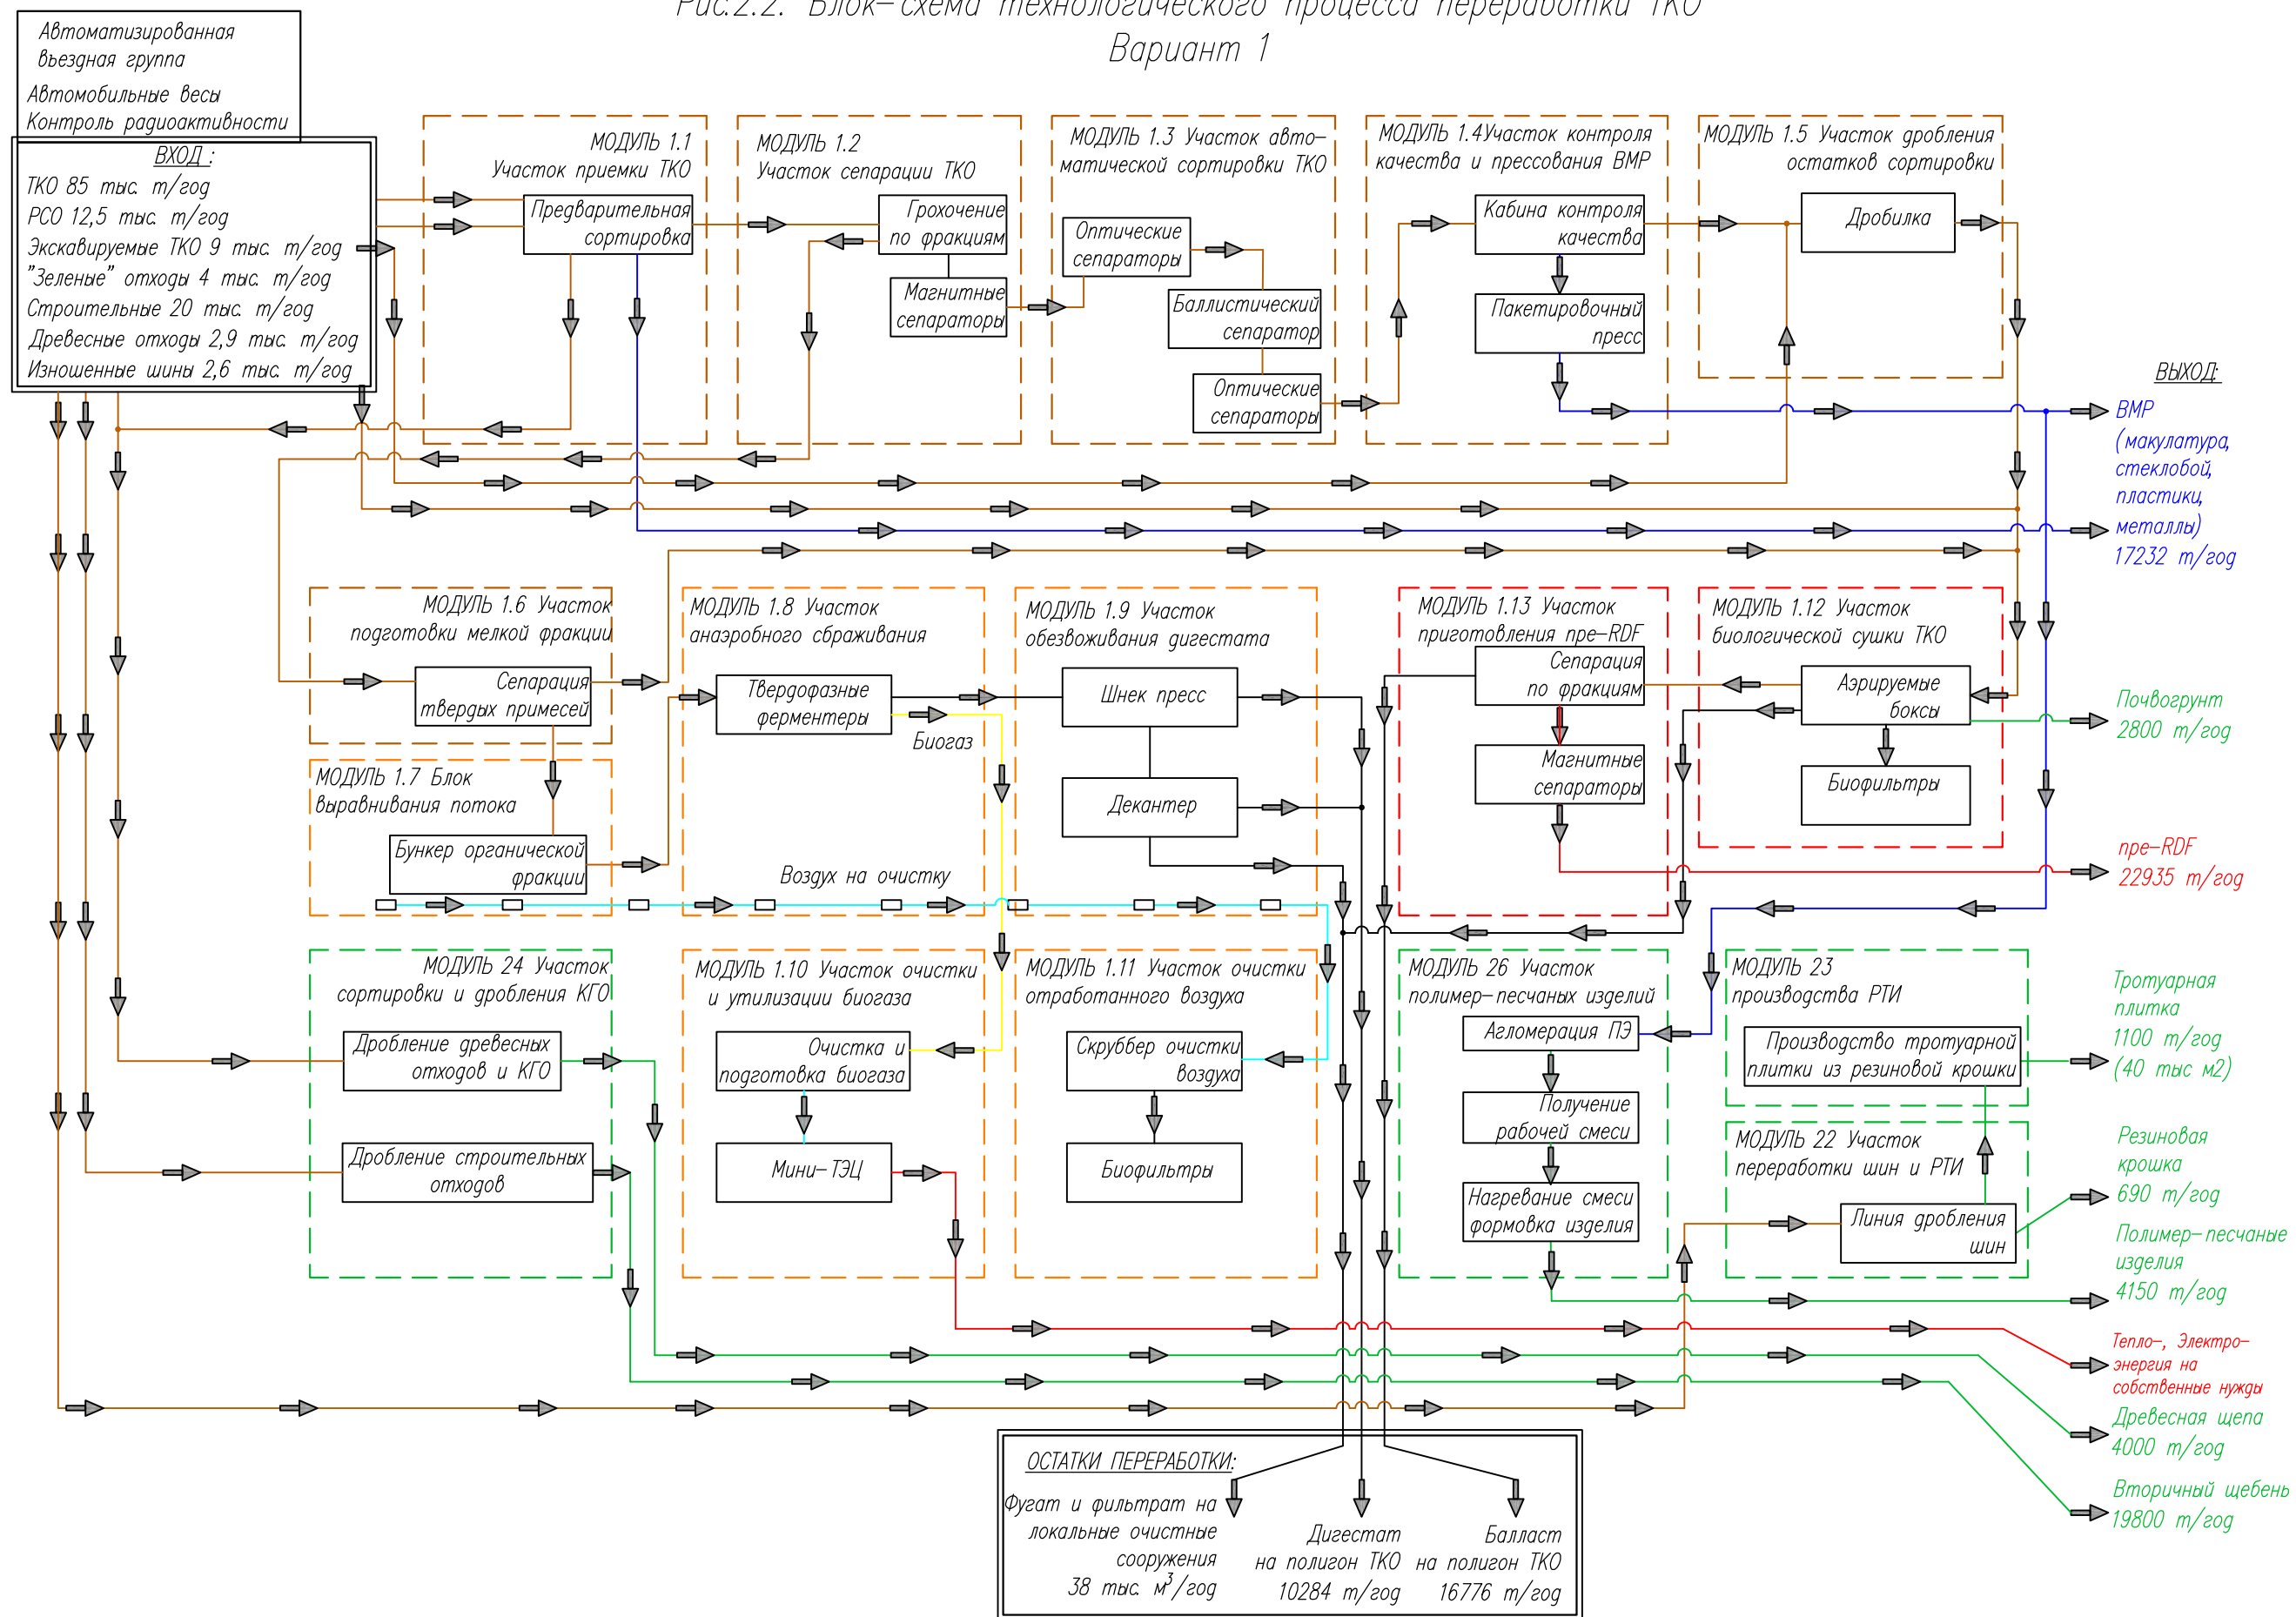 Рис.2.2. Блок-схема технологического процесса переработки ТКО
Вариант 1
Автоматизированная
въездная группа
Автомобильные весы
Контроль радиоактивности
ВХОД :
ТКО 85 тыс. т/год
РСО 12,5 тыс. т/год
Экскавируемые ТКО 9 тыс. т/год
"Зеленые" отходы 4 тыс. т/год
Строительные 20 тыс. т/год
Древесные отходы 2,9 тыс. т/год
Изношенные шины 2,6 тыс. т/год
МОДУЛЬ 1.1
Участок приемки ТКО
Предварительная
сортировка
МОДУЛЬ 1.2
Участок сепарации ТКО
Грохочение
по фракциям
Магнитные
сепараторы
МОДУЛЬ 1.3 Участок авто-
матической сортировки ТКО
Оптические
сепараторы
Баллистический
сепаратор
Оптические
сепараторы
МОДУЛЬ 1.4Участок контроля
качества и прессования ВМР
Кабина контроля
качества
Пакетировочный
пресс
МОДУЛЬ 1.5 Участок дробления
остатков сортировки
Дробилка
ВЫХОД:
ВМР
(макулатура,
стеклобой,
пластики,
металлы)
17232 т/год
МОДУЛЬ 1.6 Участок
подготовки мелкой фракции
Сепарация
твердых примесей
МОДУЛЬ 1.7 Блок
выравнивания потока
Бункер органической
фракции
МОДУЛЬ 1.8 Участок
анаэробного сбраживания
Твердофазные
ферментеры
Биогаз
Воздух на очистку
МОДУЛЬ 1.9 Участок
обезвоживания дигестата
Шнек пресс
Декантер
МОДУЛЬ 1.13 Участок
приготовления пре-RDF
Сепарация
по фракциям
Магнитные
сепараторы
МОДУЛЬ 1.12 Участок
биологической сушки ТКО
Аэрируемые
боксы
Биофильтры
Почвогрунт
2800 т/год
пре-RDF
22935 т/год
МОДУЛЬ 24 Участок
сортировки и дробления КГО
Дробление древесных
отходов и КГО
Дробление строительных
отходов
МОДУЛЬ 1.10 Участок очистки
и утилизации биогаза
Очистка и
подготовка биогаза
Мини-ТЭЦ
МОДУЛЬ 1.11 Участок очистки
отработанного воздуха
Скруббер очистки
воздуха
Биофильтры
МОДУЛЬ 26 Участок
полимер-песчаных изделий
Агломерация ПЭ
Получение
рабочей смеси
Нагревание смеси
формовка изделия
МОДУЛЬ 23
производства РТИ
Производство тротуарной
плитки из резиновой крошки
МОДУЛЬ 22 Участок
переработки шин и РТИ
Линия дробления
шин
Тротуарная
плитка
1100 т/год
(40 тыс м2)
Резиновая
крошка
690 т/год
Полимер-песчаные
изделия
4150 т/год
Тепло-, Электро-
энергия на
собственные нужды
Древесная щепа
4000 т/год
Вторичный щебень
19800 т/год
ОСТАТКИ ПЕРЕРАБОТКИ:
Фугат и фильтрат на
локальные очистные
сооружения
38 тыс. м³/год
Дигестат
на полигон ТКО
10284 т/год
Балласт
на полигон ТКО
16776 т/год